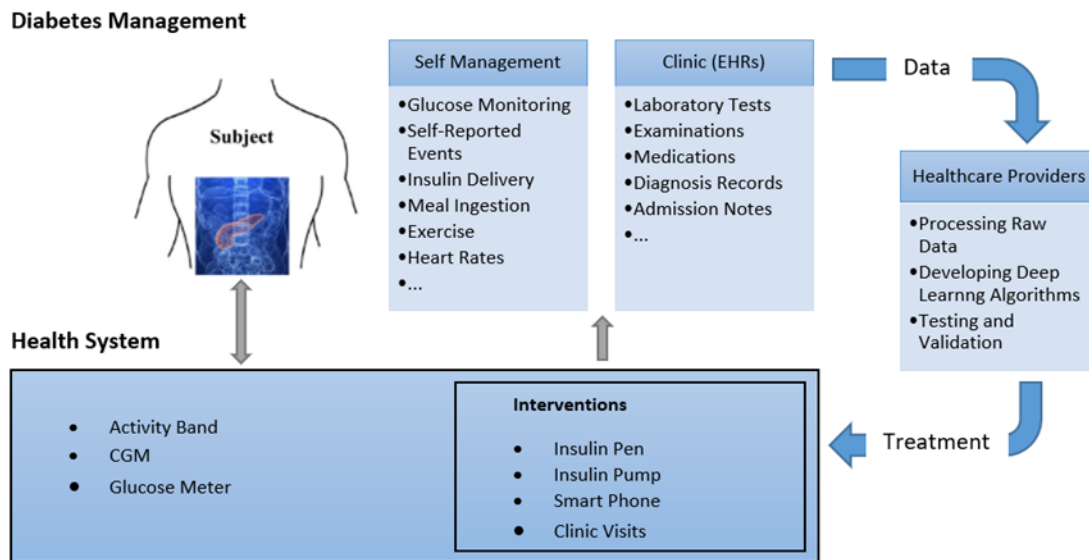 Diabetes Management
Subject
Self Management
•Glucose Monitoring
•Self-Reported
Events
•Insulin Delivery
•Meal Ingestion
•Exercise
•Heart Rates
•...
Clinic (EHRs)
•Laboratory Tests
•Examinations
•Medications
•Diagnosis Records
•Admission Notes
•...
Data
Healthcare Providers
•Processing Raw
Data
•Developing Deep
Learnng Algorithms
•Testing and
Validation
Treatment
Health System
• Activity Band
• CGM
• Glucose Meter
Interventions
• Insulin Pen
• Insulin Pump
• Smart Phone
• Clinic Visits